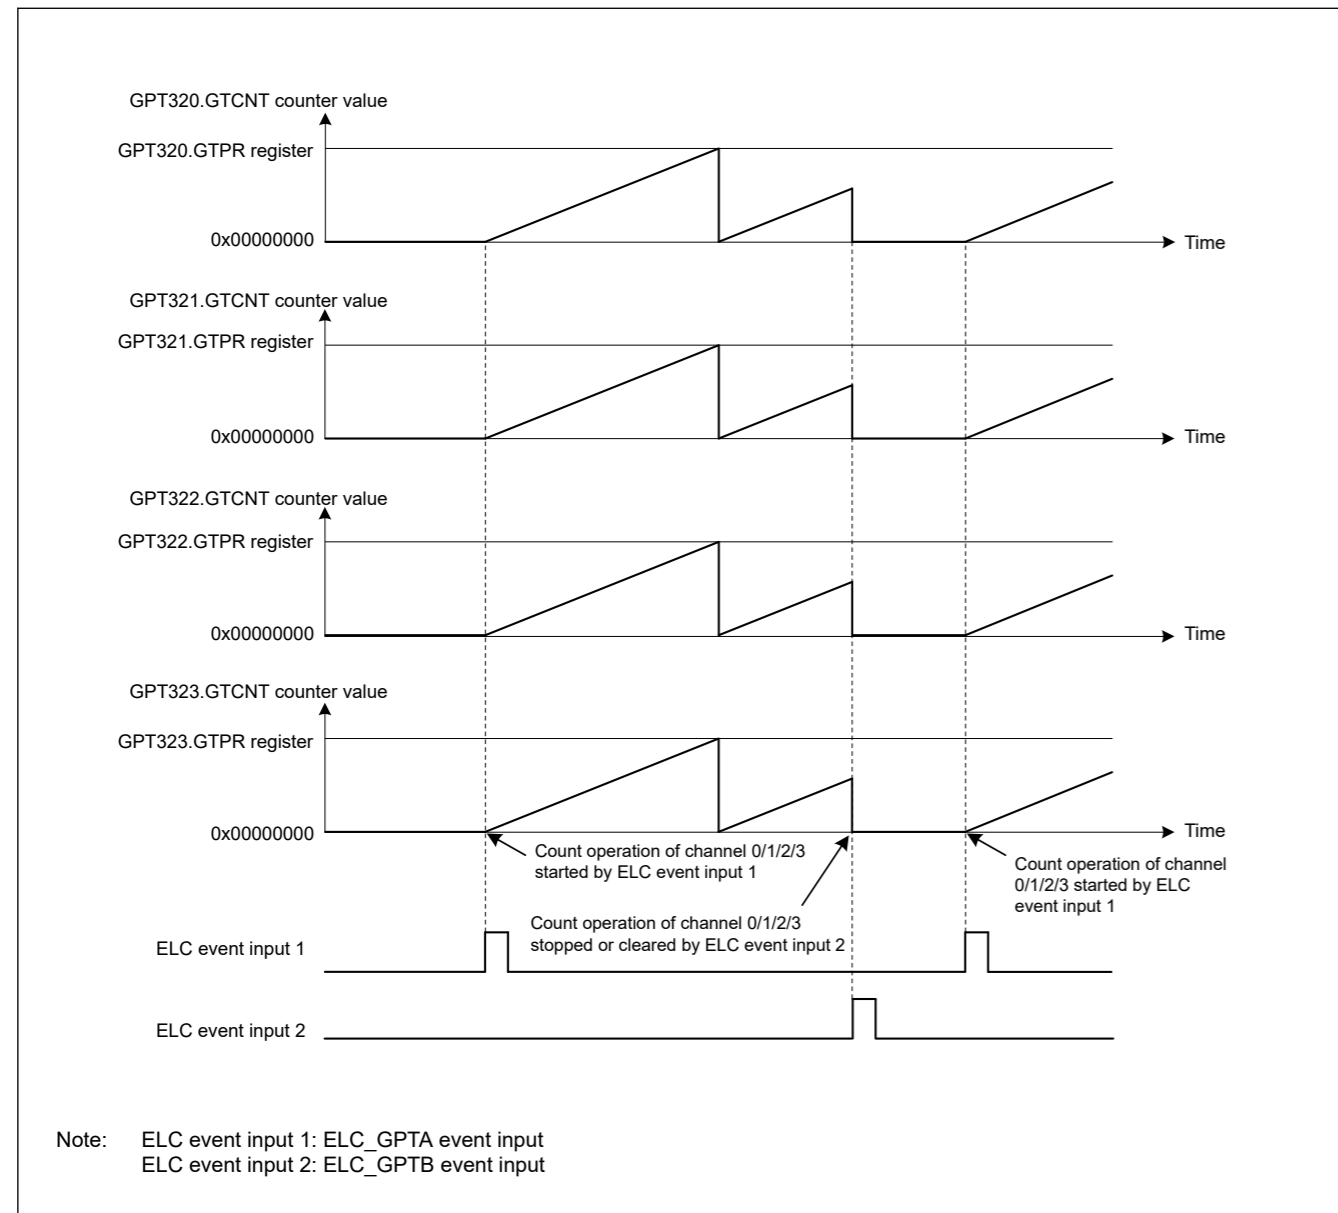 GPT320.GTCNT counter value
GPT320.GTPR register
0x00000000
Time
GPT321.GTCNT counter value
GPT321.GTPR register
0x00000000
Time
GPT322.GTCNT counter value
GPT322.GTPR register
0x00000000
Time
GPT323.GTCNT counter value
GPT323.GTPR register
0x00000000
Time
Count operation of channel 0/1/2/3
started by ELC event input 1
Count operation of channel
0/1/2/3 started by ELC
event input 1
Count operation of channel 0/1/2/3
stopped or cleared by ELC event input 2
ELC event input 1
ELC event input 2
Note: ELC event input 1: ELC_GPTA event input
ELC event input 2: ELC_GPTB event input